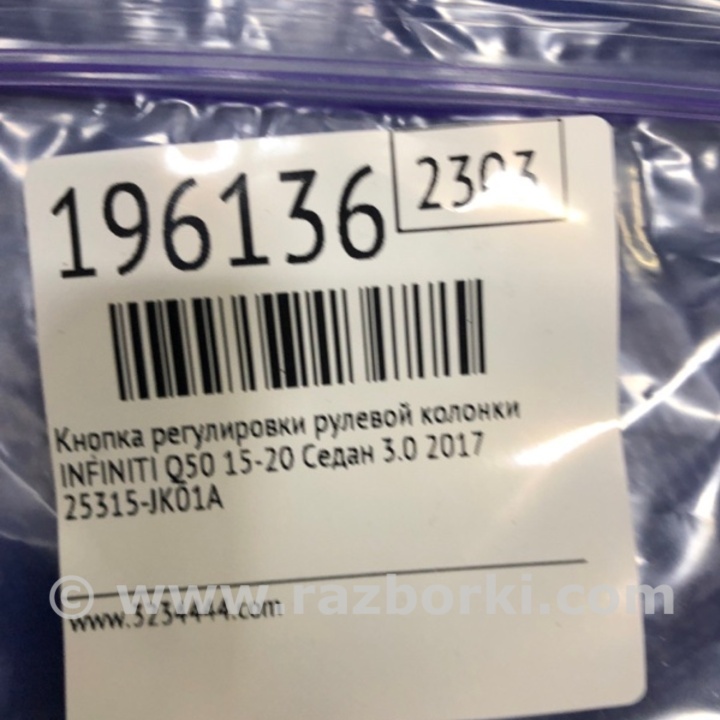 196136
2303
Кнопка регулировки рулевой колонки
INFINITI Q50 15-20 Седан 3.0 2017
25315-JK01A
© www.razborki.com
www.3234444.com